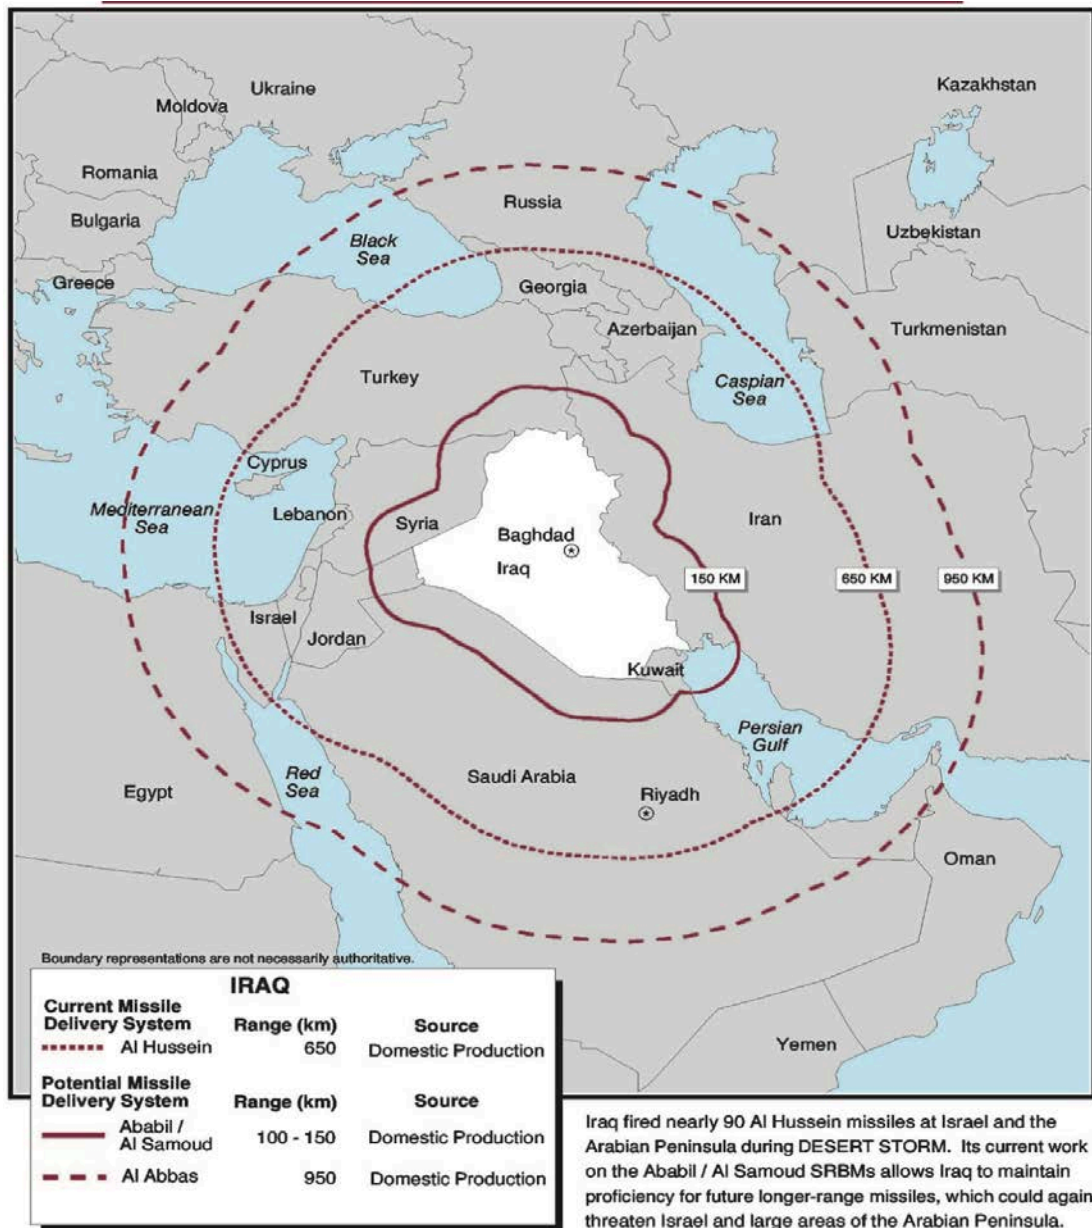 Ukraine
Kazakhstan
Moldova
Romania
Russia
Bulgaria
Uzbekistan
Black
Sea
Greece
Georgia
Azerbaijan
Turkmenistan
Turkey
Caspian
Sea
Cyprus
Mediterranean
Sea
Lebanon
Syria
Iran
Baghdad
Iraq
150 KM
650 KM
950 KM
Israel
Jordan
Kuwait
Persian
Gulf
Saudi Arabia
Red
Sea
Egypt
Riyadh
Oman
Yemen
Boundary representations are not necessarily authoritative.
IRAQ
Current Missile
Delivery System Range (km) Source
Al Hussein 650 Domestic Production
Potential Missile
Delivery System Range (km) Source
Ababil /
Al Samoud 100 - 150 Domestic Production
Al Abbas 950 Domestic Production
Iraq fired nearly 90 Al Hussein missiles at Israel and the
Arabian Peninsula during DESERT STORM. Its current work
on the Ababil / Al Samoud SRBMs allows Iraq to maintain
proficiency for future longer-range missiles, which could again
threaten Israel and large areas of the Arabian Peninsula.